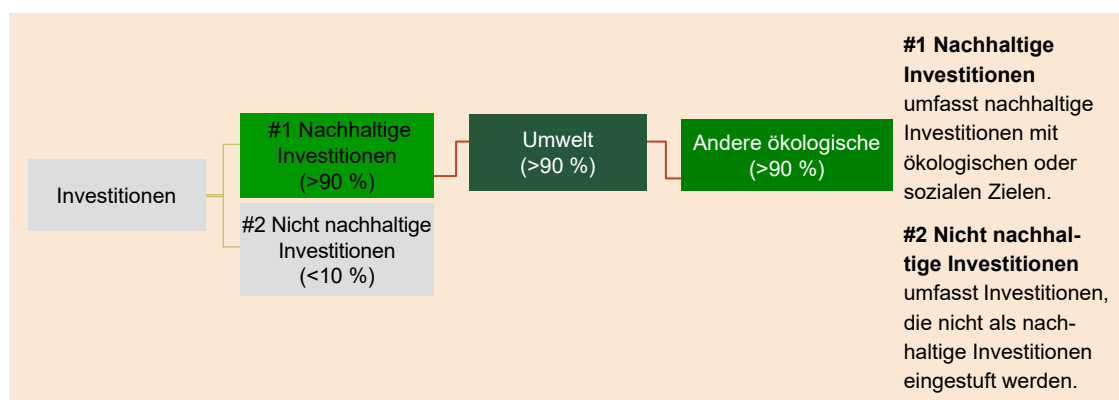 Investitionen
#1 Nachhaltige
Investitionen
(>90 %)
#2 Nicht nachhaltige
Investitionen
(<10 %)
Umwelt
(>90 %)
Andere ökologische
(>90 %)
#1 Nachhaltige
Investitionen
umfasst nachhaltige
Investitionen mit
ökologischen oder
sozialen Zielen.
#2 Nicht nachhal-
tige Investitionen
umfasst Investitionen,
die nicht als nach-
haltige Investitionen
eingestuft werden.